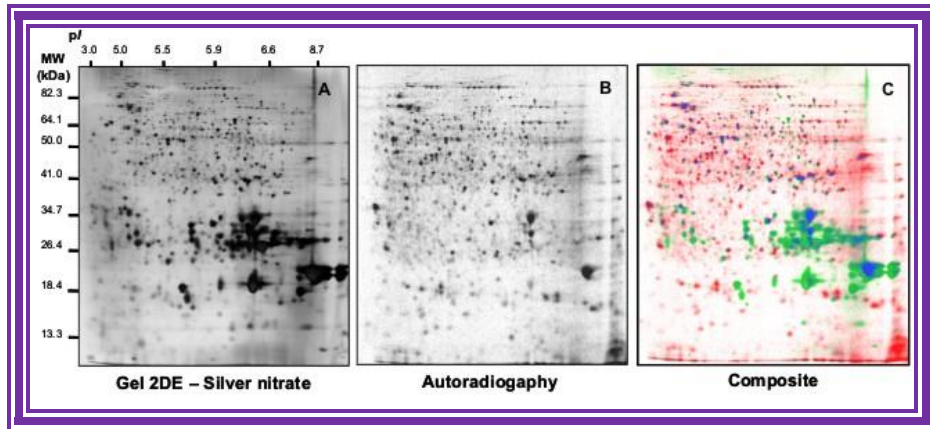 pI
3.0 5.0 5.5 5.9 6.6 8.7
MW
(kDa)
82.3
64.1
50.0
41.0
34.7
26.4
18.4
13.3
A
B
C
Gel 2DE – Silver nitrate
Autoradiogaphy
Composite